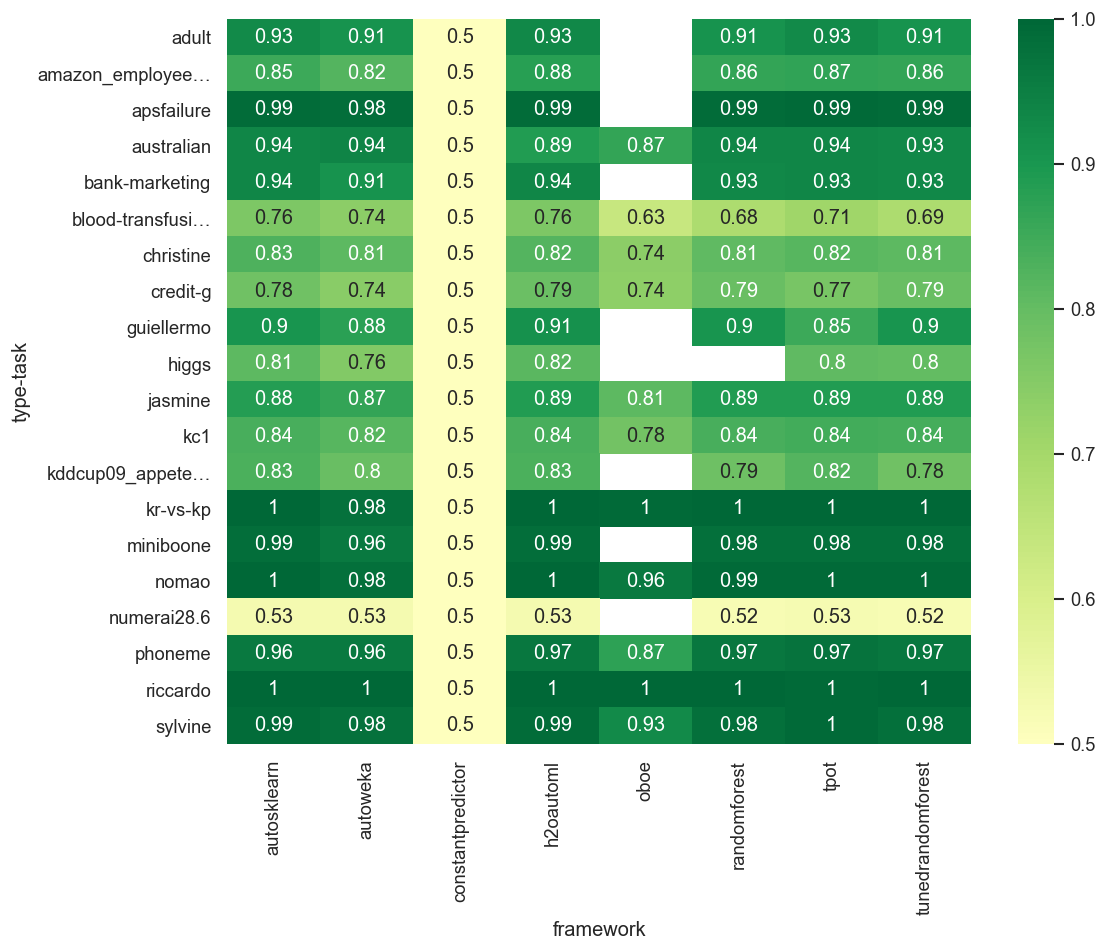 adult 0.93 0.91 0.5 0.93 0.91 0.93 0.91
amazon_employee… 0.85 0.82 0.5 0.88 0.86 0.87 0.86
apsfailure 0.99 0.98 0.5 0.99 0.99 0.99 0.99
australian 0.94 0.94 0.5 0.89 0.87 0.94 0.94 0.93
bank-marketing 0.94 0.91 0.5 0.94 0.93 0.93 0.93
blood-transfusi… 0.76 0.74 0.5 0.76 0.63 0.68 0.71 0.69
christine 0.83 0.81 0.5 0.82 0.74 0.81 0.82 0.81
credit-g 0.78 0.74 0.5 0.79 0.74 0.79 0.77 0.79
guiellermo 0.9 0.88 0.5 0.91 0.9 0.85 0.9
higgs 0.81 0.76 0.5 0.82 0.8 0.8
jasmine 0.88 0.87 0.5 0.89 0.81 0.89 0.89 0.89
kc1 0.84 0.82 0.5 0.84 0.78 0.84 0.84 0.84
kddcup09_appete… 0.83 0.8 0.5 0.83 0.79 0.82 0.78
kr-vs-kp 1 0.98 0.5 1 1 1 1 1
miniboone 0.99 0.96 0.5 0.99 0.98 0.98 0.98
nomao 1 0.98 0.5 1 0.96 0.99 1 1
numerai28.6 0.53 0.53 0.5 0.53 0.52 0.53 0.52
phoneme 0.96 0.96 0.5 0.97 0.87 0.97 0.97 0.97
riccardo 1 1 0.5 1 1 1 1 1
sylvine 0.99 0.98 0.5 0.99 0.93 0.98 1 0.98
type-task
autosklearn
autoweka
constantpredictor
h2oautoml
oboe
randomforest
tpot
tunedrandomforest
framework
1.0
0.9
0.8
0.7
0.6
0.5